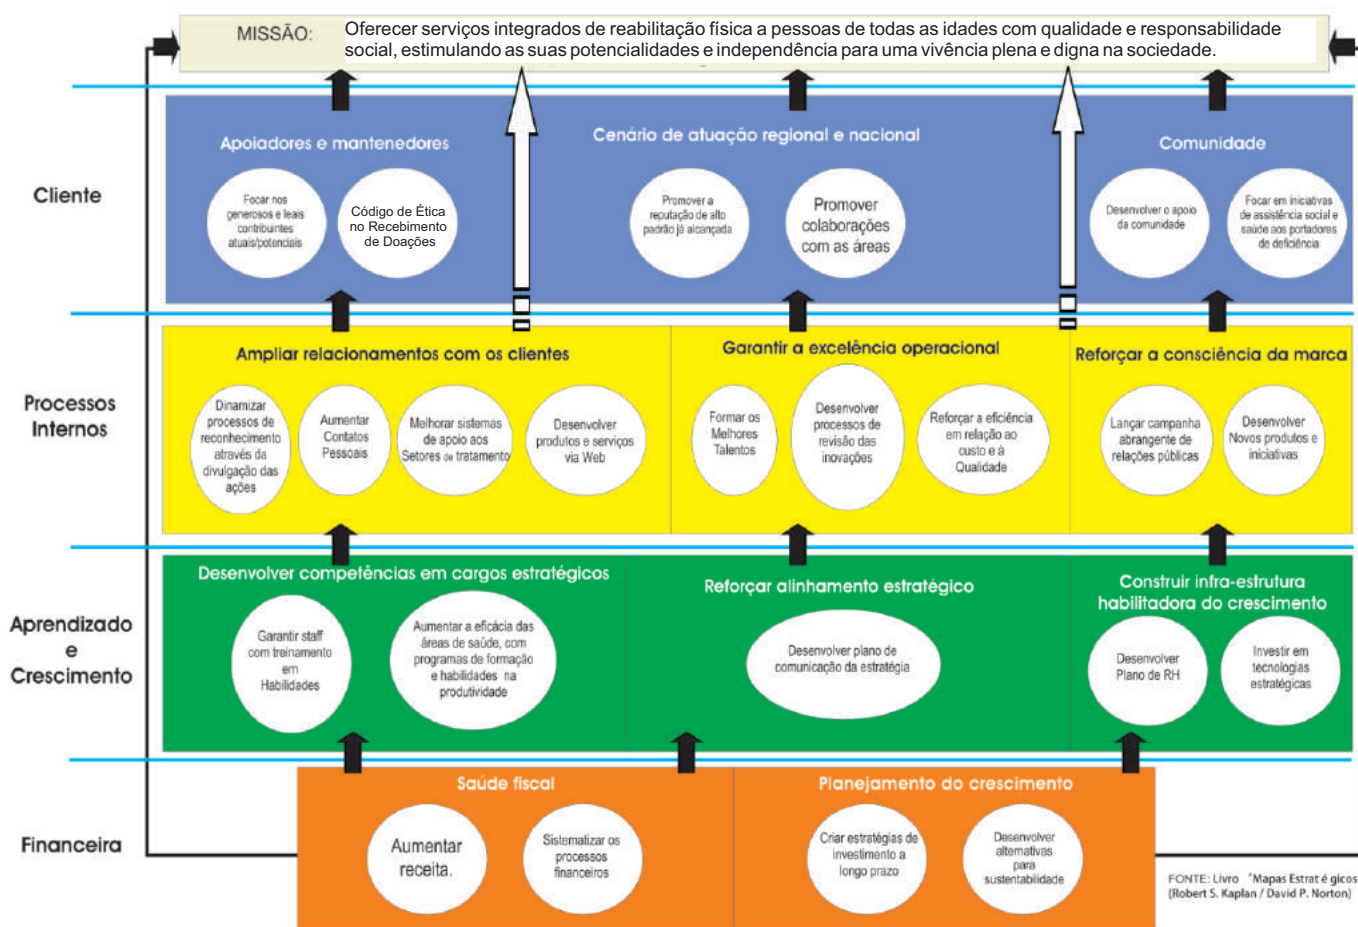 MISSÃO: Oferecer serviços integrados de reabilitação física a pessoas de todas as idades com qualidade e responsabilidade
social, estimulando as suas potencialidades e independência para uma vivência plena e digna na sociedade.
Cliente
Apoiadores e mantenedores
Focar nos
generosos e leais
contribuintes
atuais/potenciais
Código de Ética
no Recebimento
de Doações
Cenário de atuação regional e nacional
Promover a
reputação de alto
padrão já alcançada
Promover
colaborações
com as áreas
Comunidade
Desenvolver o apoio
da comunidade
Focar em iniciativas
de assistência social e
saúde aos portadores
de deficiência
Processos
Internos
Ampliar relacionamentos com os clientes
Dinamizar
processos de
reconhecimento
através da
divulgação das
ações
Aumentar
Contatos
Pessoais
Melhorar sistemas
de apoio aos
Setores de tratamento
Desenvolver
produtos e serviços
via Web
Garantir a excelência operacional
Formar os
Melhores
Talentos
Desenvolver
processos de
revisão das
inovações
Reforçar a eficiência
em relação ao
custo e à
Qualidade
Reforçar a consciência da marca
Lançar campanha
abrangente de
relações públicas
Desenvolver
Novos produtos e
iniciativas
Aprendizado
e
Crescimento
Desenvolver competências em cargos estratégicos
Garantir staff
com treinamento
em
Habilidades
Aumentar a eficácia das
áreas de saúde, com
programas de formação
e habilidades na
produtividade
Reforçar alinhamento estratégico
Desenvolver plano de
comunicação da estratégia
Construir infra-estrutura
habilitadora do crescimento
Desenvolver
Plano de RH
Investir em
tecnologias
estratégicas
Financeira
Saúde fiscal
Aumentar
receita.
Sistematizar os
processos
financeiros
Planejamento do crescimento
Criar estratégias de
investimento a
longo prazo
Desenvolver
alternativas
para
sustentabilidade
FONTE: Livro "Mapas Estrat é gicos
(Robert S. Kaplan / David P. Norton)